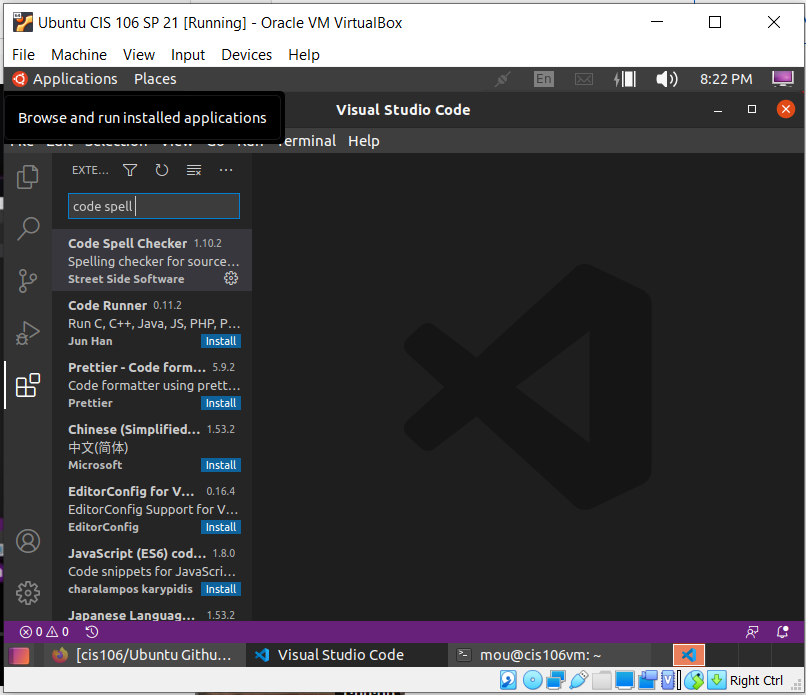 Ubuntu CIS 106 SP 21 [Running] - Oracle VM VirtualBox
File Machine View Input Devices Help
Applications Places En 8:22 PM
Browse and run installed applications
Visual Studio Code
File Edit Selection View Go Run Terminal Help
EXTE...
code spell
Code Spell Checker 1.10.2
Spelling checker for source...
Street Side Software
Code Runner 0.11.2
Run C, C++, Java, JS, PHP, P...
Jun Han Install
Prettier - Code form... 5.9.2
Code formatter using prett...
Prettier Install
Chinese (Simplified... 1.53.2
中文(简体)
Microsoft Install
EditorConfig for V... 0.16.4
EditorConfig Support for V...
EditorConfig Install
JavaScript (ES6) cod... 1.8.0
Code snippets for JavaScri...
charalampos karypidis Install
Japanese Languag... 1.53.2
0 0
[cis106/Ubuntu Githu... Visual Studio Code mou@cis106vm: ~
Right Ctrl